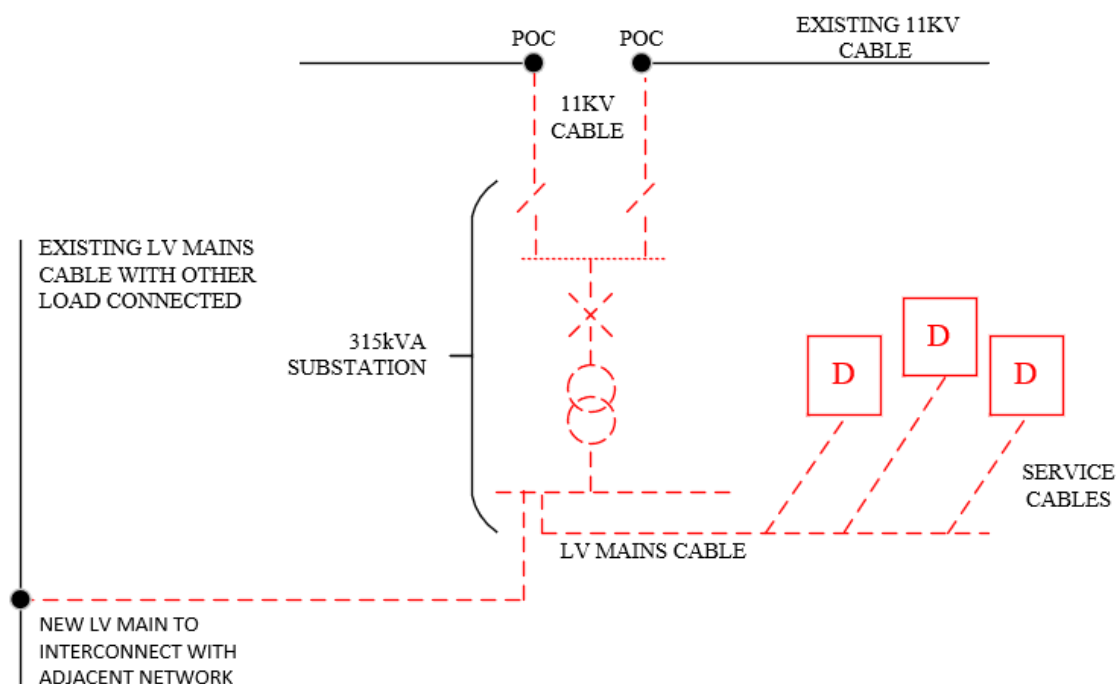 POC
POC
EXISTING 11KV
CABLE
11KV
CABLE
EXISTING LV MAINS
CABLE WITH OTHER
LOAD CONNECTED
315kVA
SUBSTATION
D
D
D
SERVICE
CABLES
LV MAINS CABLE
NEW LV MAIN TO
INTERCONNECT WITH
ADJACENT NETWORK